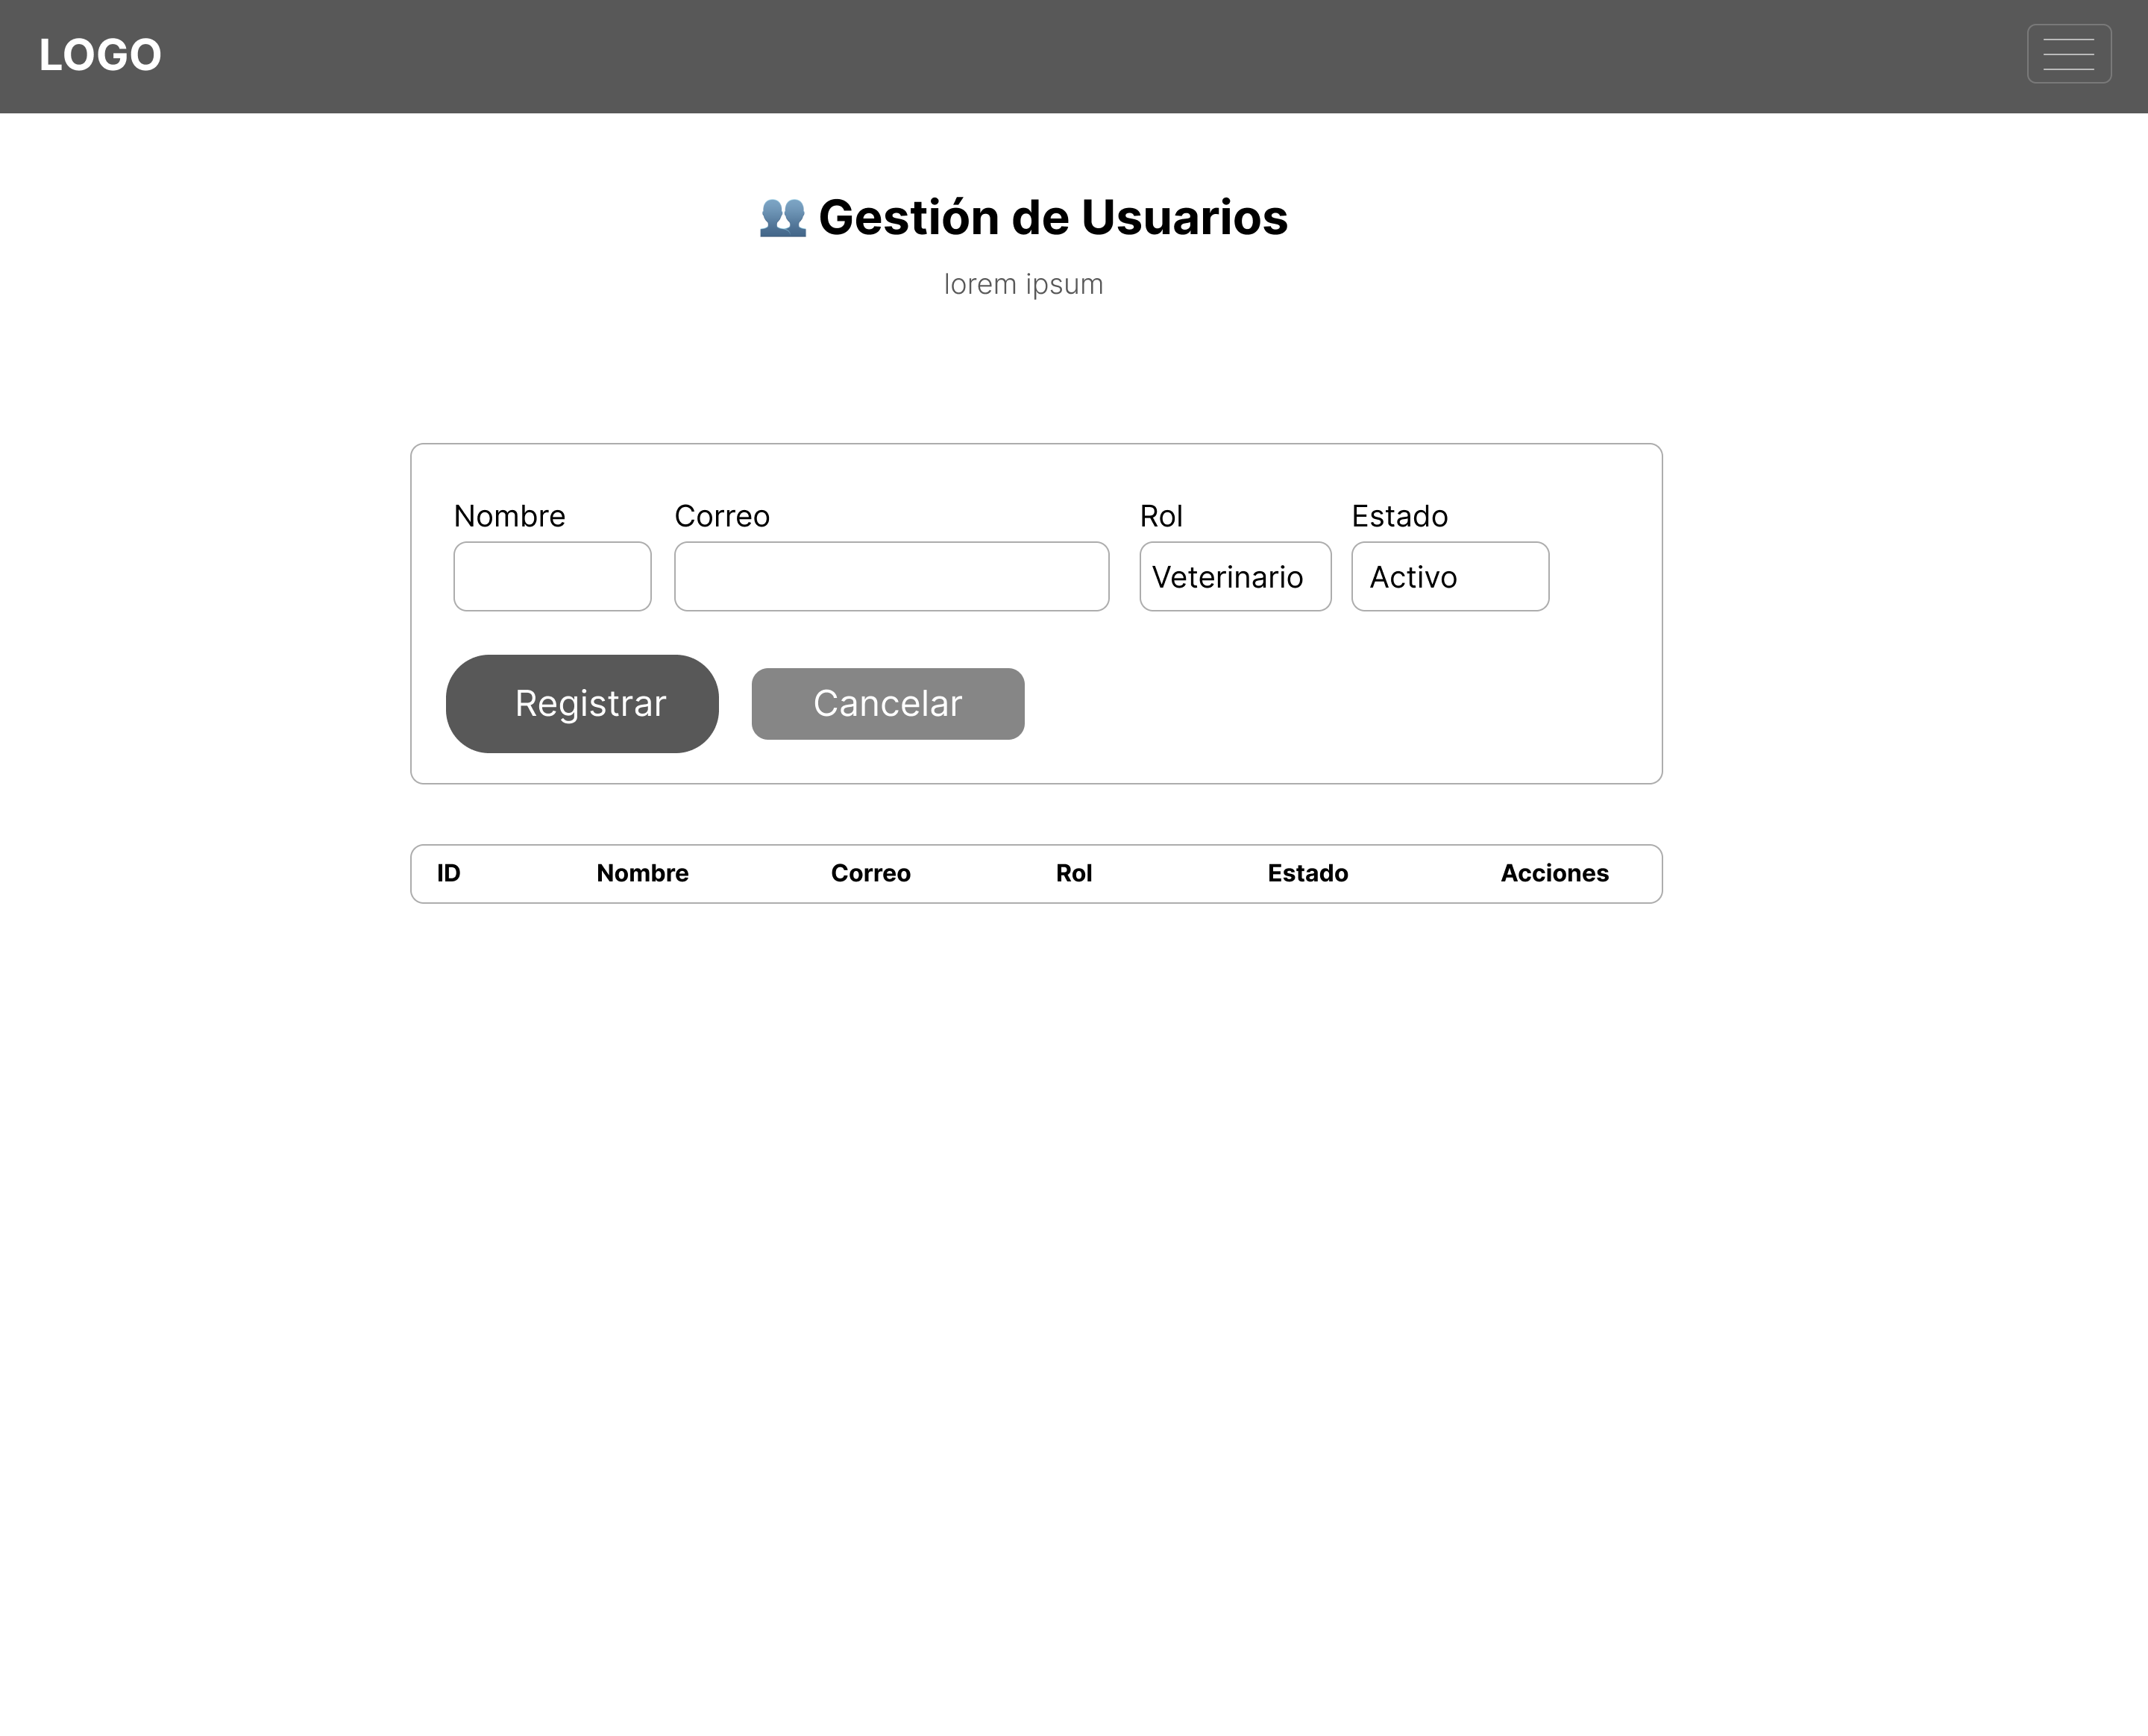 LOGO
👥 Gestión de Usuarios
lorem ipsum
Nombre Correo Rol Estado
Veterinario Activo
Registrar Cancelar
ID Nombre Correo Rol Estado Acciones